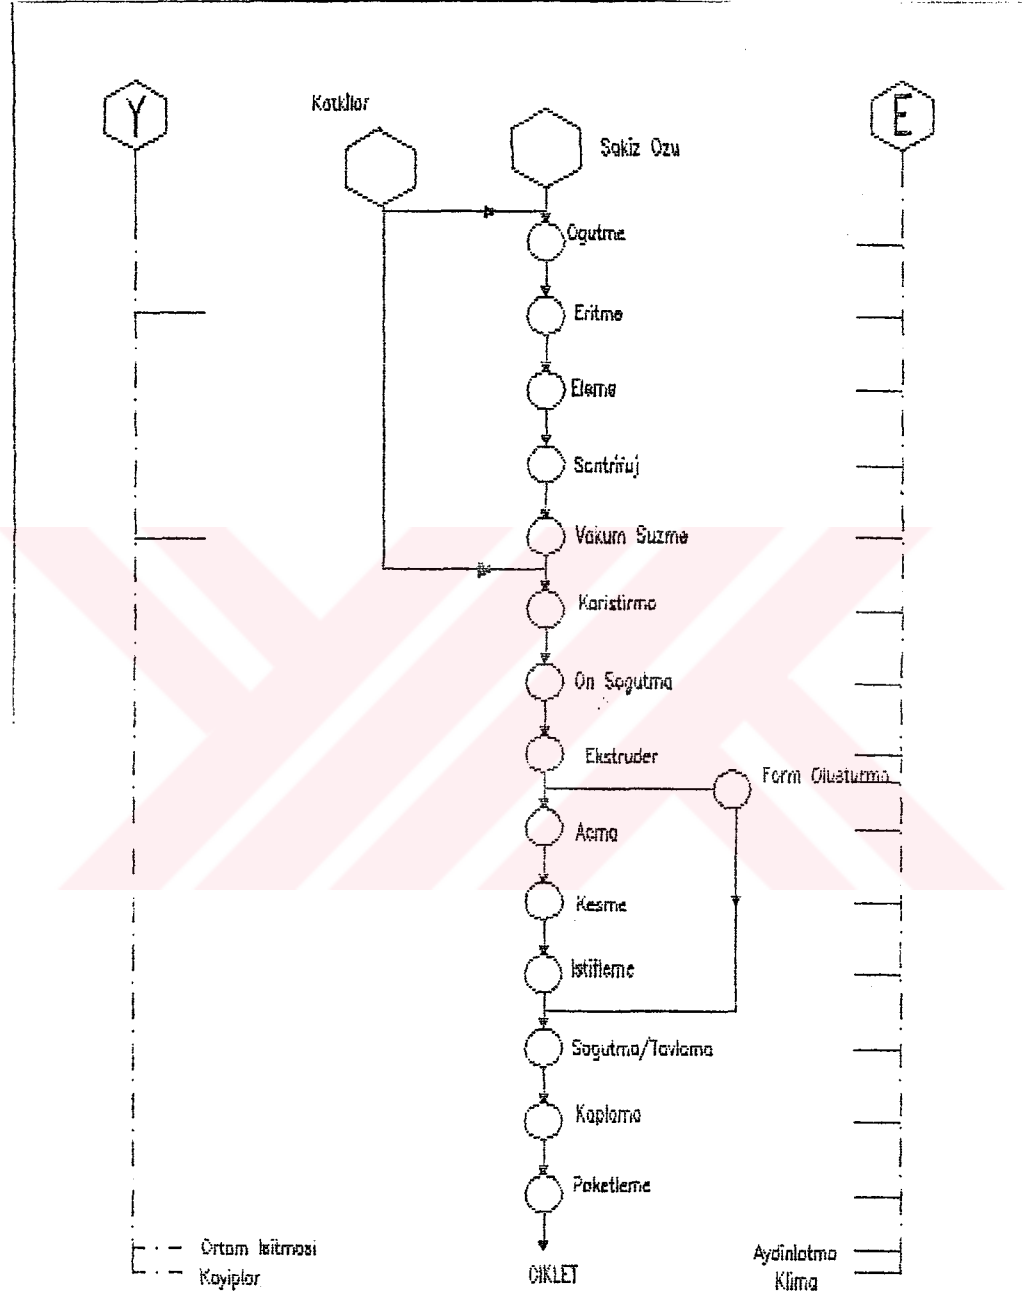 Y
E
Katkilar
Sakiz Ozu
Ogutme
Eritme
Eleme
Santrifuj
Vakum Suzme
Karistirma
On Sogutma
Ekstruder
Form Olusturma
Acma
Kesme
Istifleme
Sogutma/Tavlama
Kaplama
Paketleme
Ortam Isitmasi
Kayiplar
Aydinlatma
Klima
CIKLET